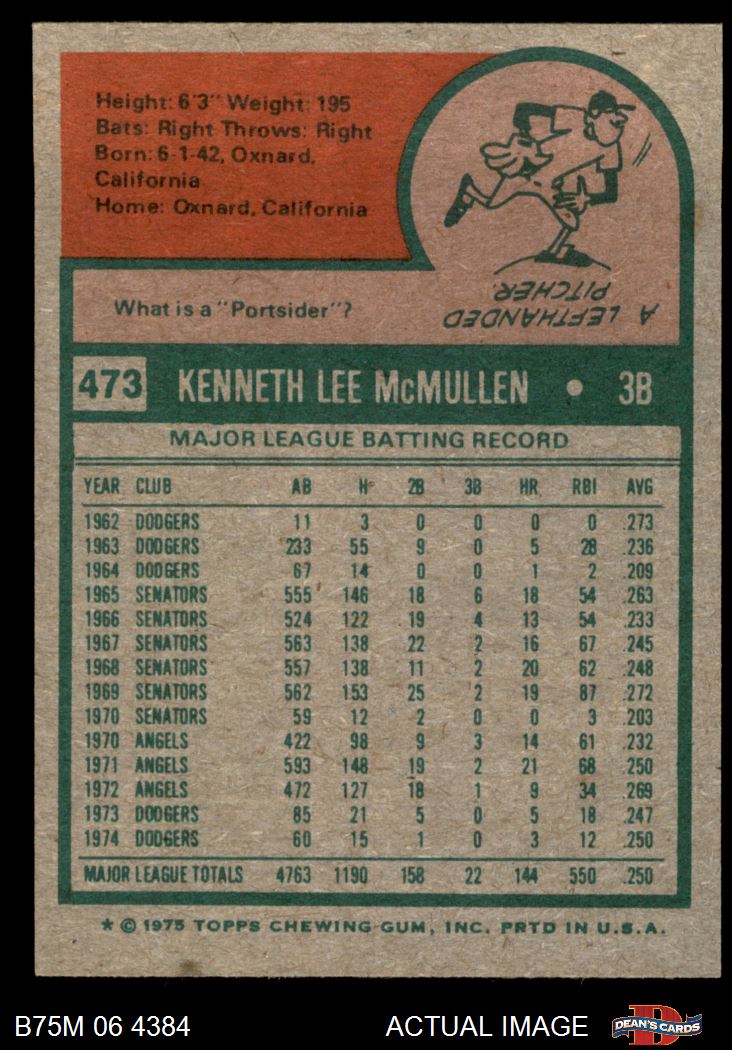 Height: 6'3" Weight: 195
Bats: Right Throws: Right
Born: 6-1-42, Oxnard,
California
Home: Oxnard, California
What is a "Portsider"?
A LEFTHANDED
PITCHER.
473 KENNETH LEE McMULLEN • 3B
MAJOR LEAGUE BATTING RECORD
YEAR CLUB AB H 2B 3B HR RBI AVG
1962 DODGERS 11 3 0 0 0 0 .273
1963 DODGERS 233 55 9 0 5 28 .236
1964 DODGERS 67 14 0 0 1 2 .209
1965 SENATORS 555 146 18 6 18 54 .263
1966 SENATORS 524 122 19 4 13 54 .233
1967 SENATORS 563 138 22 2 16 67 .245
1968 SENATORS 557 138 11 2 20 62 .248
1969 SENATORS 562 153 25 2 19 87 .272
1970 SENATORS 59 12 2 0 0 3 .203
1970 ANGELS 422 98 9 3 14 61 .232
1971 ANGELS 593 148 19 2 21 68 .250
1972 ANGELS 472 127 18 1 9 34 .269
1973 DODGERS 85 21 5 0 5 18 .247
1974 DODGERS 60 15 1 0 3 12 .250
MAJOR LEAGUE TOTALS 4763 1190 158 22 144 550 .250
* © 1975 TOPPS CHEWING GUM, INC. PRTD IN U.S.A.
B75M 06 4384 ACTUAL IMAGE D DEAN'S CARDS